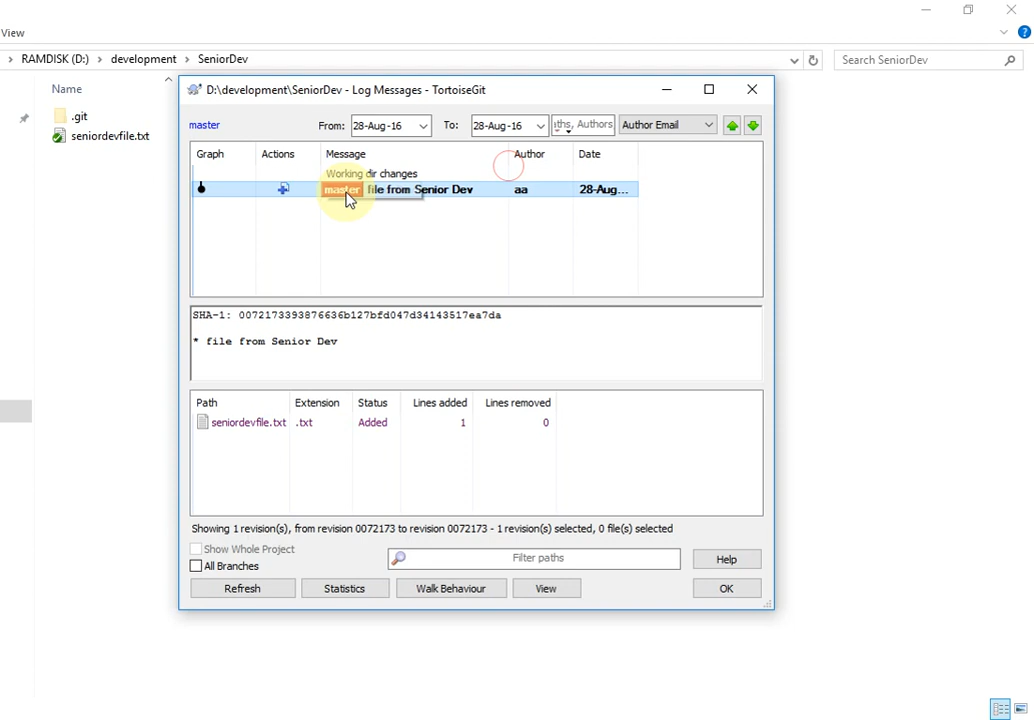 View
RAMDISK (D:) development SeniorDev Search SeniorDev
Name
.git
seniordevfile.txt
D:\development\SeniorDev - Log Messages - TortoiseGit
master From: 28-Aug-16 To: 28-Aug-16 Authors Author Email
Graph Actions Message Author Date
Working dir changes
master file from Senior Dev aa 28-Aug...
SHA-1: 0072173393876636b127bfd047d34143517ea7da
* file from Senior Dev
Path Extension Status Lines added Lines removed
seniordevfile.txt .txt Added 1 0
Showing 1 revision(s), from revision 0072173 to revision 0072173 - 1 revision(s) selected, 0 file(s) selected
Show Whole Project
Filter paths
Help
All Branches
Refresh Statistics Walk Behaviour View OK